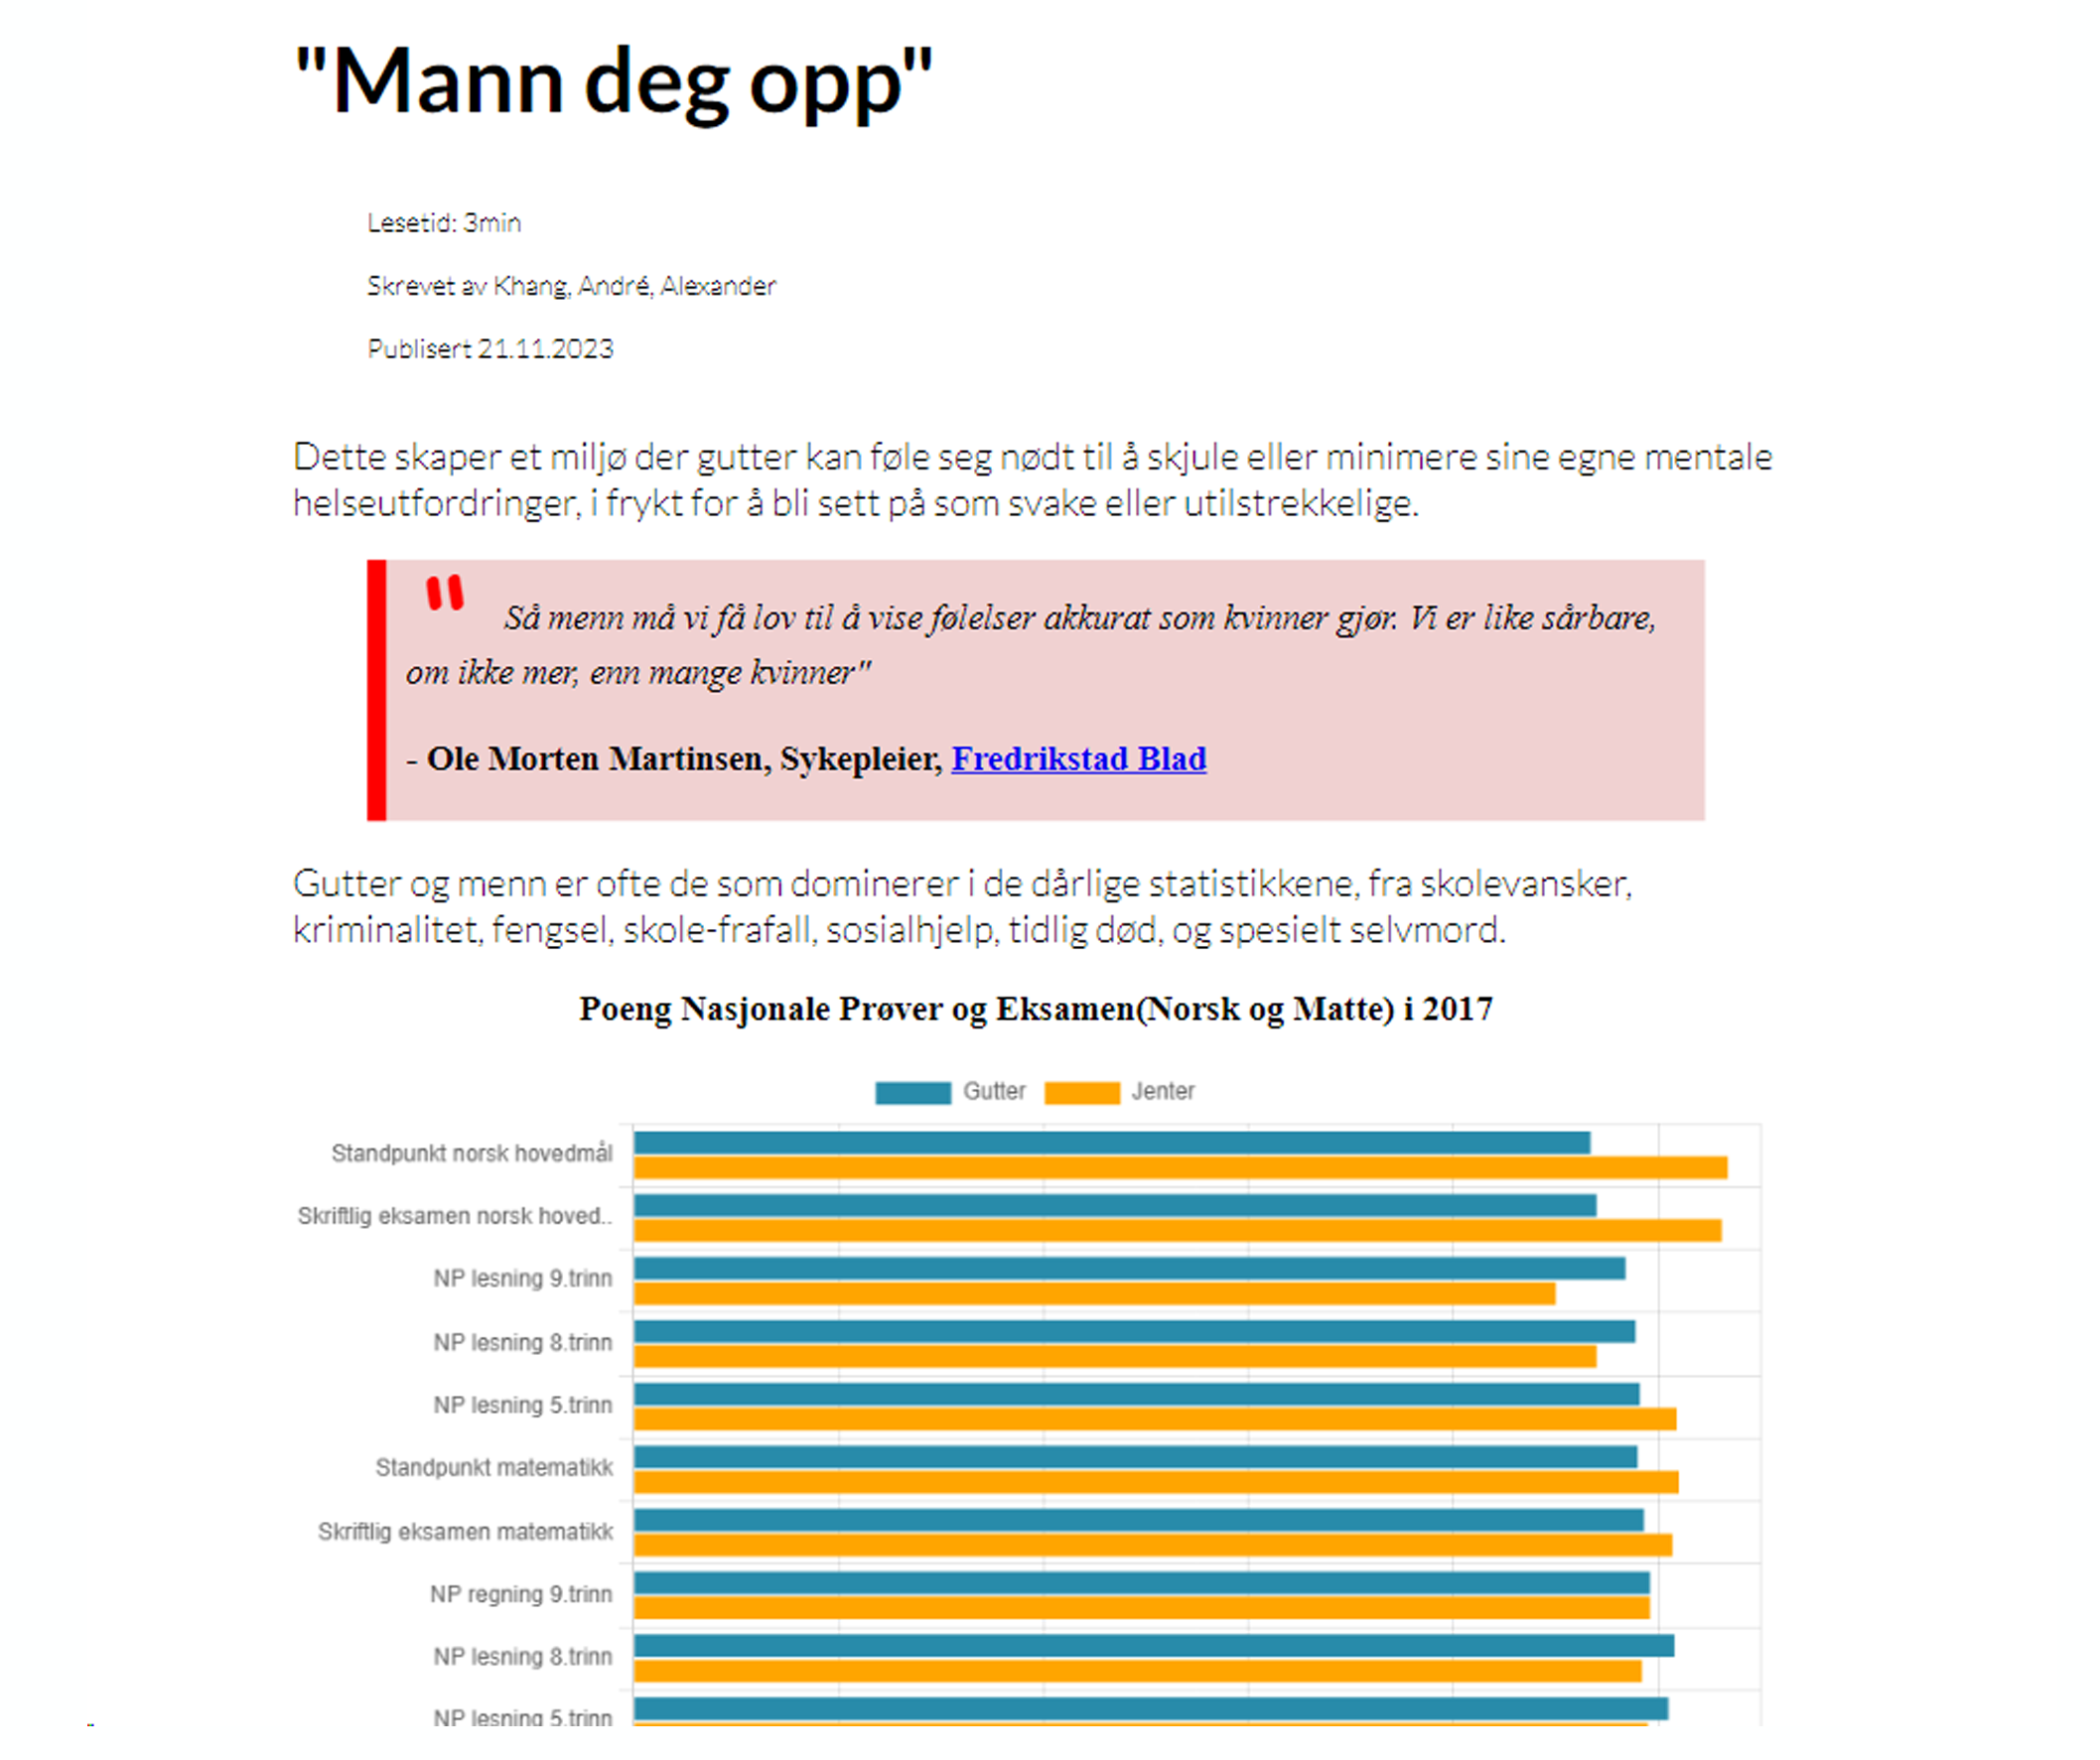 "Mann deg opp"
Lesetid: 3min
Skrevet av Khang, André, Alexander
Publisert 21.11.2023
Dette skaper et miljø der gutter kan føle seg nødt til å skjule eller minimere sine egne mentale
helseutfordringer, i frykt for å bli sett på som svake eller utilstrekkelige.
" Så menn må vi få lov til å vise følelser akkurat som kvinner gjør. Vi er like sårbare,
om ikke mer, enn mange kvinner"
- Ole Morten Martinsen, Sykepleier, Fredrikstad Blad
Gutter og menn er ofte de som dominerer i de dårlige statistikkene, fra skolevansker,
kriminalitet, fengsel, skole-frafall, sosialhjelp, tidlig død, og spesielt selvmord.
Poeng Nasjonale Prøver og Eksamen(Norsk og Matte) i 2017
Gutter Jenter
Standpunkt norsk hovedmål
Skriftlig eksamen norsk hoved..
NP lesning 9.trinn
NP lesning 8.trinn
NP lesning 5.trinn
Standpunkt matematikk
Skriftlig eksamen matematikk
NP regning 9.trinn
NP lesning 8.trinn
NP lesning 5.trinn